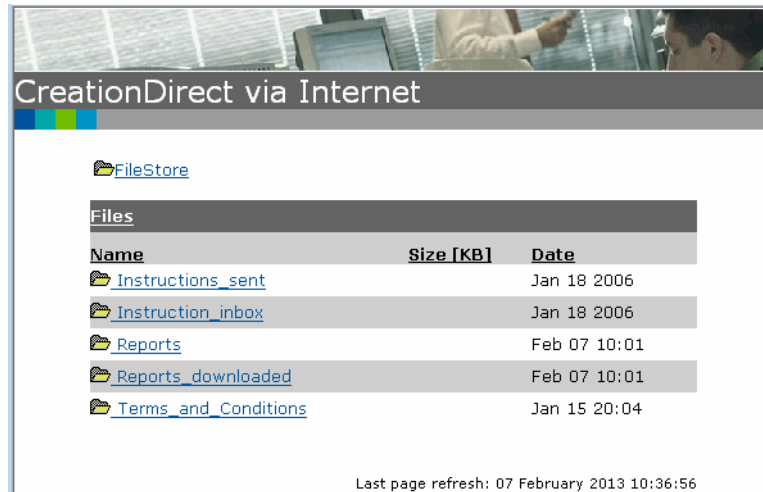 CreationDirect via Internet
FileStore
Files
Name Size [KB] Date
Instructions_sent Jan 18 2006
Instruction_inbox Jan 18 2006
Reports Feb 07 10:01
Reports_downloaded Feb 07 10:01
Terms_and_Conditions Jan 15 20:04
Last page refresh: 07 February 2013 10:36:56